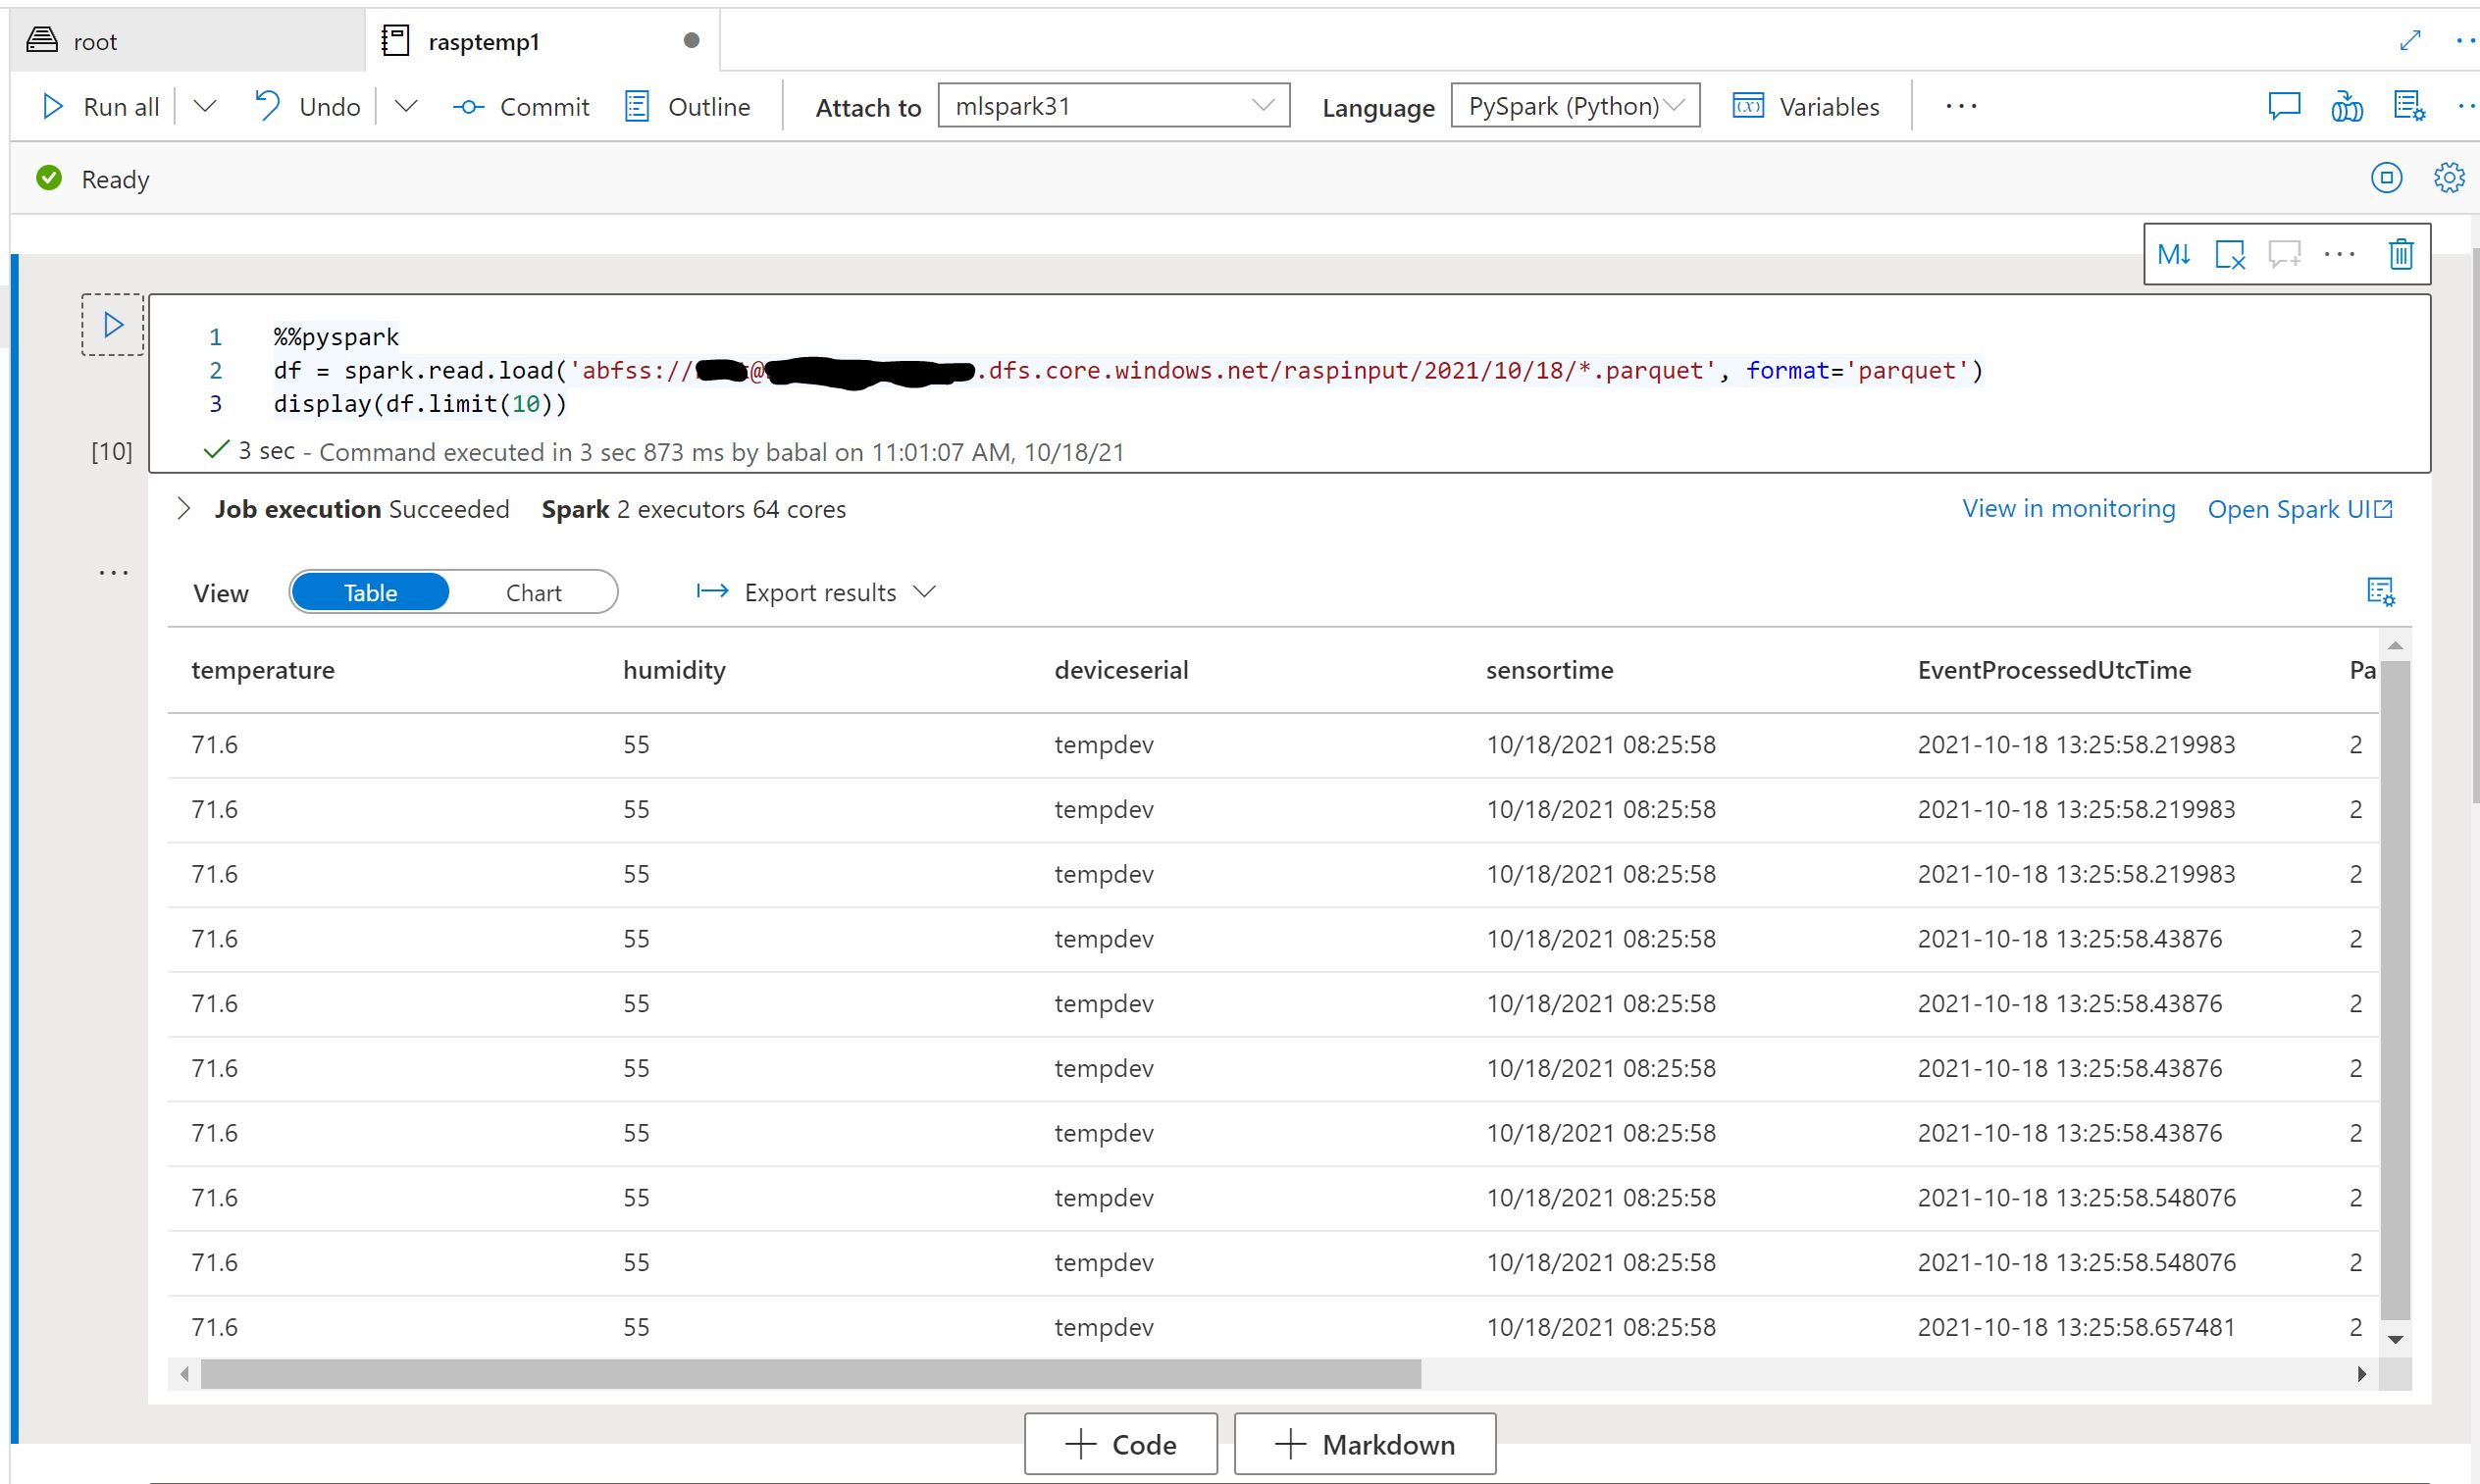 root
rasptemp1
Run all
Undo
Commit
Outline
Attach to
mlspark31
Language
PySpark (Python)
Variables
Ready
M↓
1 %%pyspark
2 df = spark.read.load('abfss://@.dfs.core.windows.net/raspinput/2021/10/18/*.parquet', format='parquet')
3 display(df.limit(10))
[10]
3 sec - Command executed in 3 sec 873 ms by babal on 11:01:07 AM, 10/18/21
Job execution Succeeded Spark 2 executors 64 cores
View in monitoring
Open Spark UI
View
Table
Chart
Export results
temperature humidity deviceserial sensortime EventProcessedUtcTime Pa
71.6 55 tempdev 10/18/2021 08:25:58 2021-10-18 13:25:58.219983 2
71.6 55 tempdev 10/18/2021 08:25:58 2021-10-18 13:25:58.219983 2
71.6 55 tempdev 10/18/2021 08:25:58 2021-10-18 13:25:58.219983 2
71.6 55 tempdev 10/18/2021 08:25:58 2021-10-18 13:25:58.43876 2
71.6 55 tempdev 10/18/2021 08:25:58 2021-10-18 13:25:58.43876 2
71.6 55 tempdev 10/18/2021 08:25:58 2021-10-18 13:25:58.43876 2
71.6 55 tempdev 10/18/2021 08:25:58 2021-10-18 13:25:58.43876 2
71.6 55 tempdev 10/18/2021 08:25:58 2021-10-18 13:25:58.548076 2
71.6 55 tempdev 10/18/2021 08:25:58 2021-10-18 13:25:58.548076 2
71.6 55 tempdev 10/18/2021 08:25:58 2021-10-18 13:25:58.657481 2
+ Code
+ Markdown